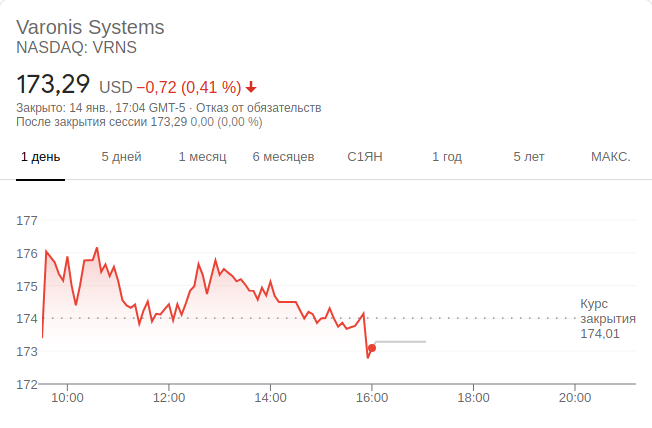 Varonis Systems
NASDAQ: VRNS
173,29 USD −0,72 (0,41 %)
Закрыто: 14 янв., 17:04 GMT-5 · Отказ от обязательств
После закрытия сессии 173,29 0,00 (0,00 %)
1 день 5 дней 1 месяц 6 месяцев С1ЯН 1 год 5 лет МАКС.
177
176
175
174
173
172
Курс
закрытия
174,01
10:00 12:00 14:00 16:00 18:00 20:00